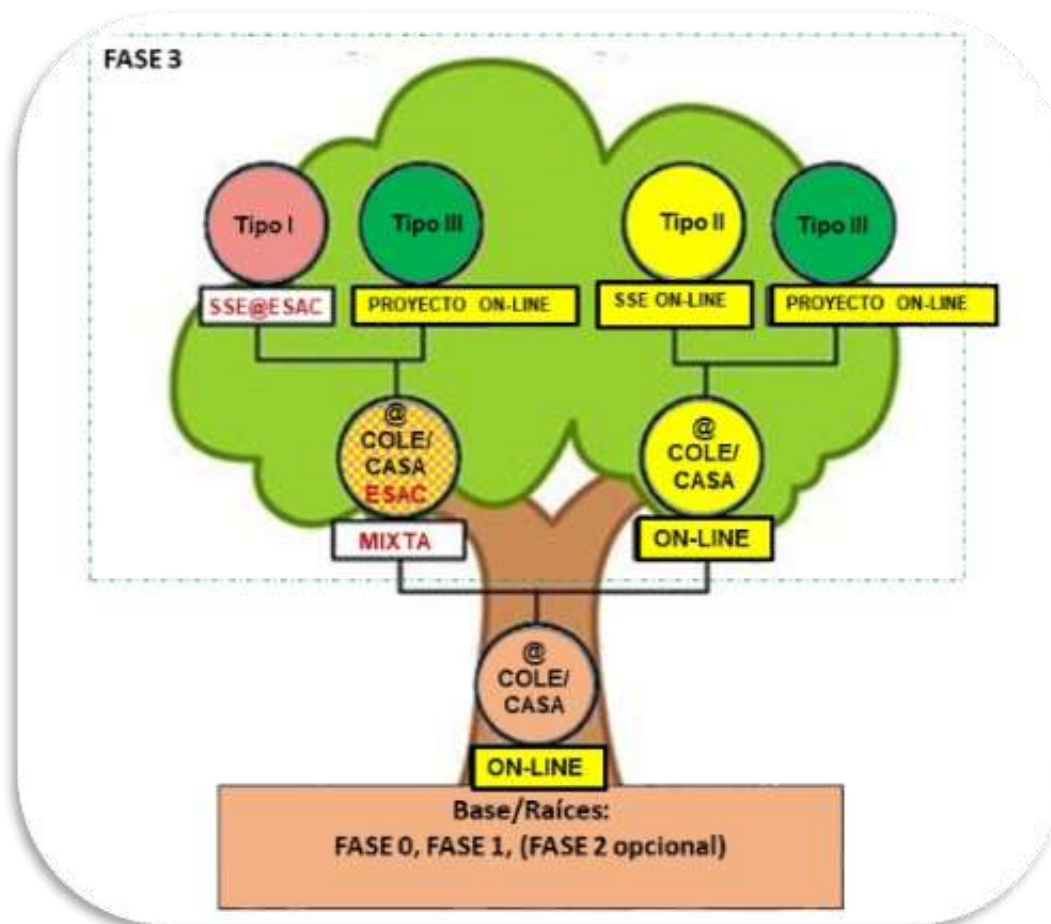 FASE 3
Tipo I
Tipo III
Tipo II
Tipo III
SSE@ESAC
PROYECTO ON-LINE
SSE ON-LINE
PROYECTO ON-LINE
@
COLE/
CASA
ESAC
MIXTA
@
COLE/
CASA
ON-LINE
@
COLE/
CASA
ON-LINE
Base/Raíces:
FASE 0, FASE 1, (FASE 2 opcional)